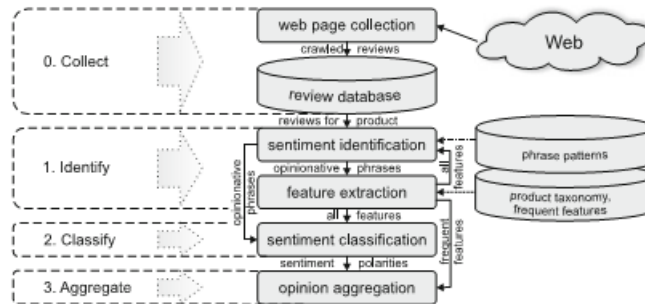 web page collection
Web
crawled reviews
0. Collect
review database
reviews for product
sentiment identification
phrase patterns
opinionative phrases
all features
1. Identify
feature extraction
product taxonomy,
frequent features
opinionative
phrases
all features
frequent
features
2. Classify
sentiment classification
sentiment polarities
3. Aggregate
opinion aggregation